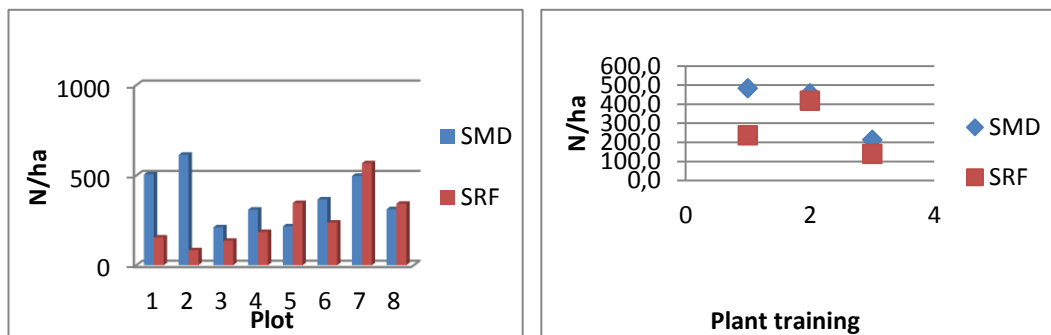 1000
500
0
N/ha
1 2 3 4 5 6 7 8
Plot
SMD
SRF
600,0
500,0
400,0
300,0
200,0
100,0
0,0
N/ha
0 2 4
Plant training
SMD
SRF